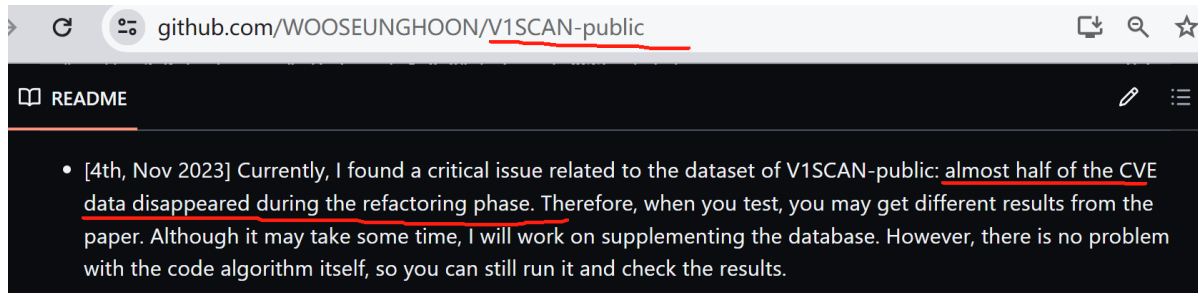 github.com/WOOSEUNGHOON/V1SCAN-public
README
• [4th, Nov 2023] Currently, I found a critical issue related to the dataset of V1SCAN-public: almost half of the CVE
data disappeared during the refactoring phase. Therefore, when you test, you may get different results from the
paper. Although it may take some time, I will work on supplementing the database. However, there is no problem
with the code algorithm itself, so you can still run it and check the results.